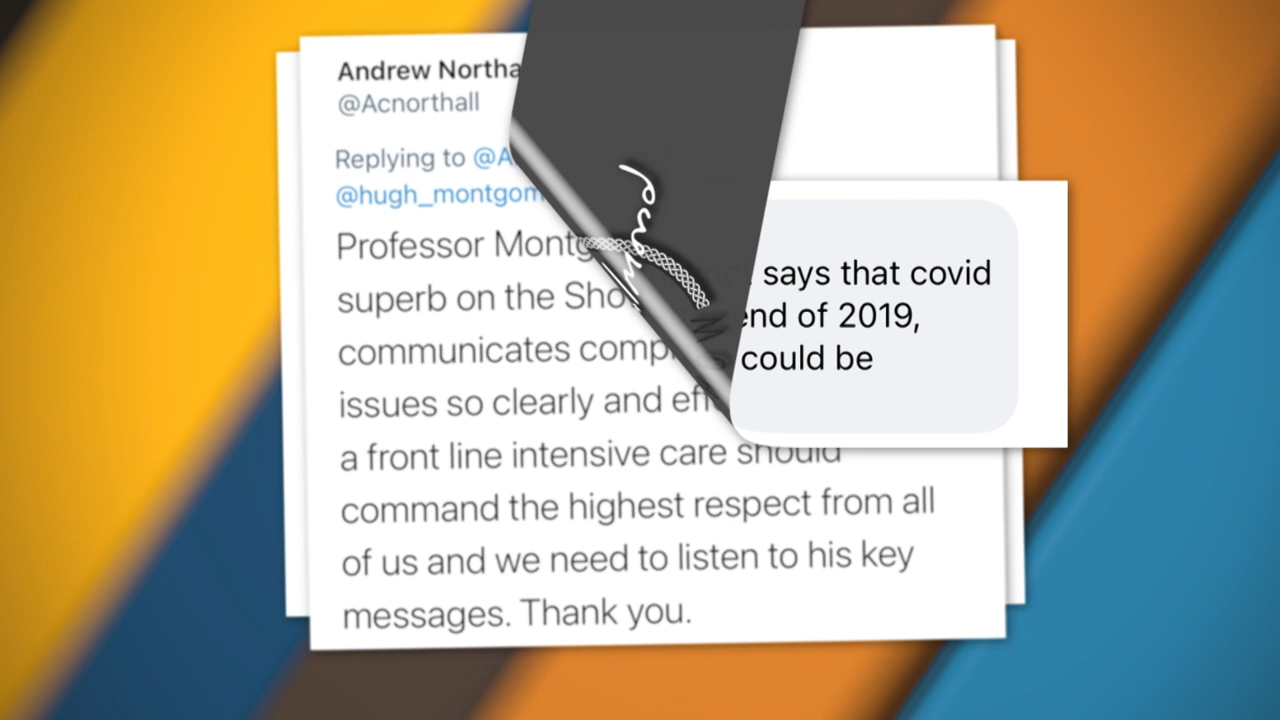 Andrew Northa
@Acnorthall
Replying to @A
@hugh_montgom
Professor Montg
superb on the Sho
communicates comp
issues so clearly and eff
a front line intensive care should
command the highest respect from all
of us and we need to listen to his key
messages. Thank you.
says that covid
end of 2019,
could be